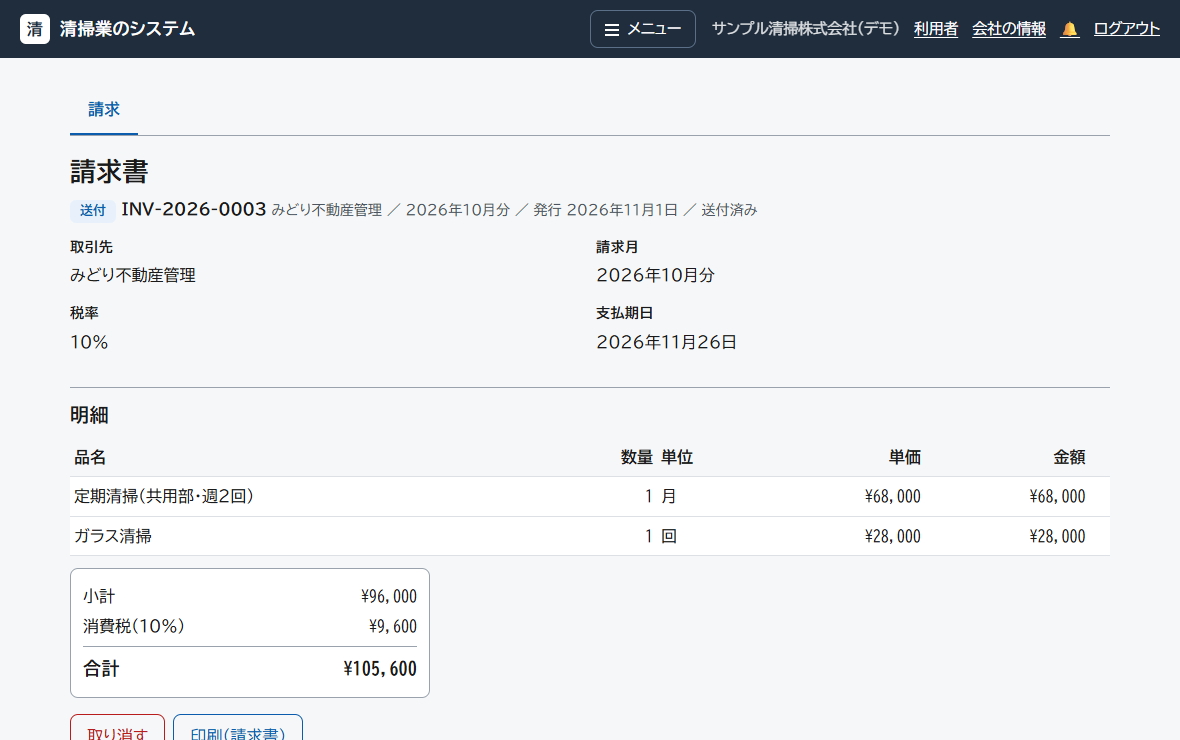 清 清掃業のシステム メニュー サンプル清掃株式会社(デモ) 利用者 会社の情報 ログアウト
請求
請求書
送付 INV-2026-0003 みどり不動産管理 ／ 2026年10月分 ／ 発行 2026年11月1日 ／ 送付済み
取引先 請求月
みどり不動産管理 2026年10月分
税率 支払期日
10% 2026年11月26日
明細
品名 数量 単位 単価 金額
定期清掃(共用部・週2回) 1 月 ¥68,000 ¥68,000
ガラス清掃 1 回 ¥28,000 ¥28,000
小計 ¥96,000
消費税(10%) ¥9,600
合計 ¥105,600
取り消す 印刷(請求書)